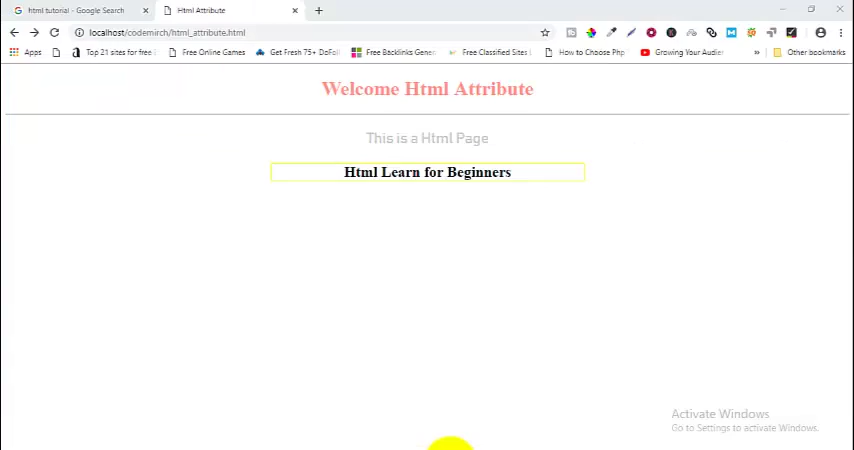 html tutorial - Google Search
Html Attribute
localhost/codemirch/html_attribute.html
Apps
Top 21 sites for free
Free Online Games
Get Fresh 75+ DoFoll
Free Backlinks Gener
Free Classified Sites
How to Choose Php
Growing Your Audie
Other bookmarks
Welcome Html Attribute
This is a Html Page
Html Learn for Beginners
Activate Windows
Go to Settings to activate Windows.